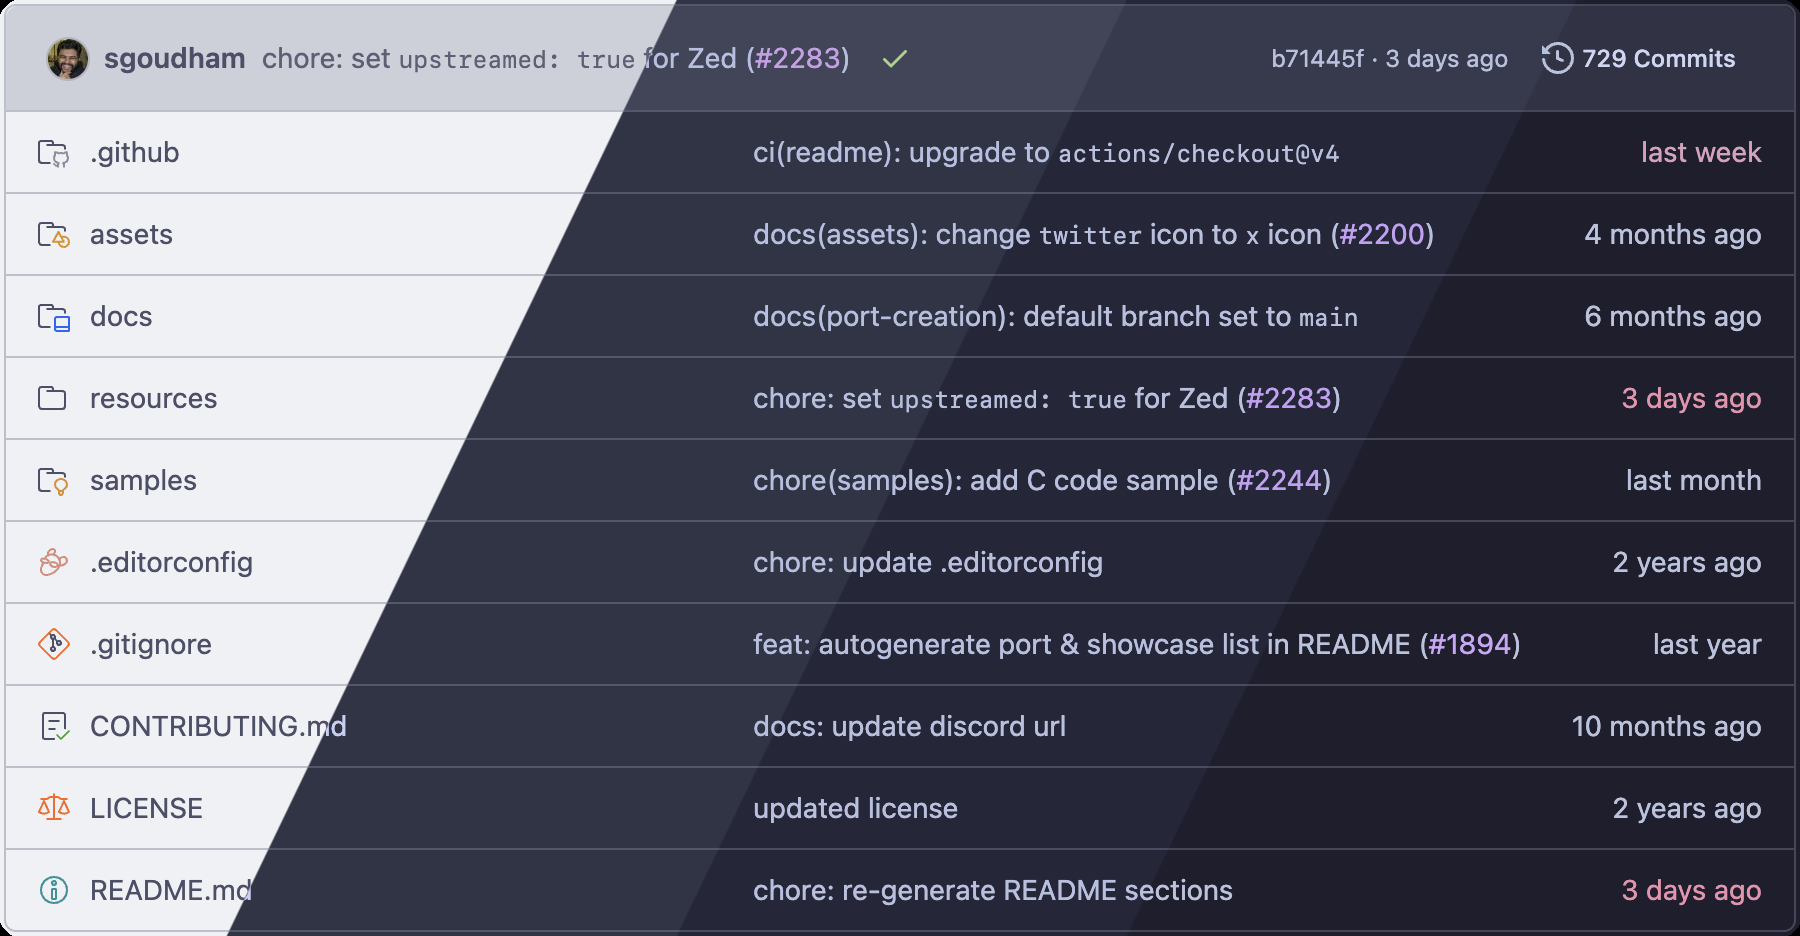 sgoudham chore: set upstreamed: true for Zed (#2283) b71445f · 3 days ago 729 Commits
.github ci(readme): upgrade to actions/checkout@v4 last week
assets docs(assets): change twitter icon to x icon (#2200) 4 months ago
docs docs(port-creation): default branch set to main 6 months ago
resources chore: set upstreamed: true for Zed (#2283) 3 days ago
samples chore(samples): add C code sample (#2244) last month
.editorconfig chore: update .editorconfig 2 years ago
.gitignore feat: autogenerate port & showcase list in README (#1894) last year
CONTRIBUTING.md docs: update discord url 10 months ago
LICENSE updated license 2 years ago
README.md chore: re-generate README sections 3 days ago